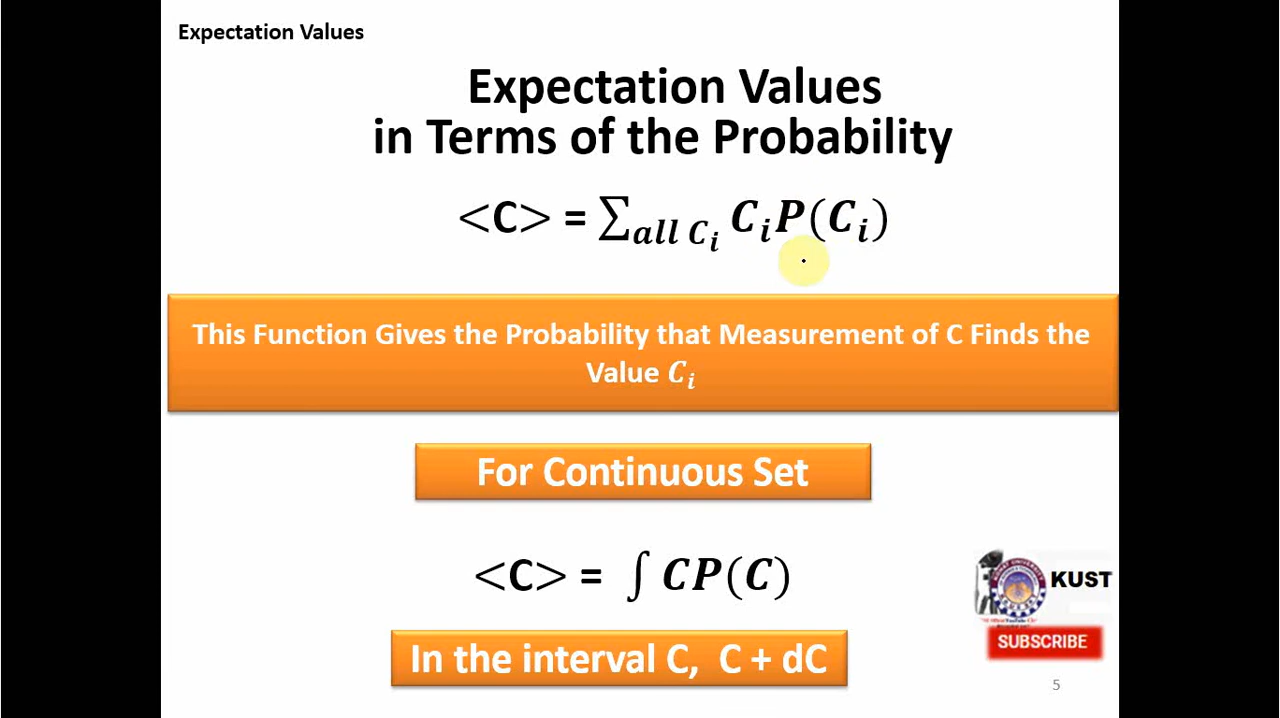 Expectation Values
Expectation Values
in Terms of the Probability
<C> = ∑all Cᵢ CᵢP(Cᵢ)
This Function Gives the Probability that Measurement of C Finds the
Value Cᵢ
For Continuous Set
<C> = ∫ CP(C)
KUST
SUBSCRIBE
In the interval C, C + dC
5